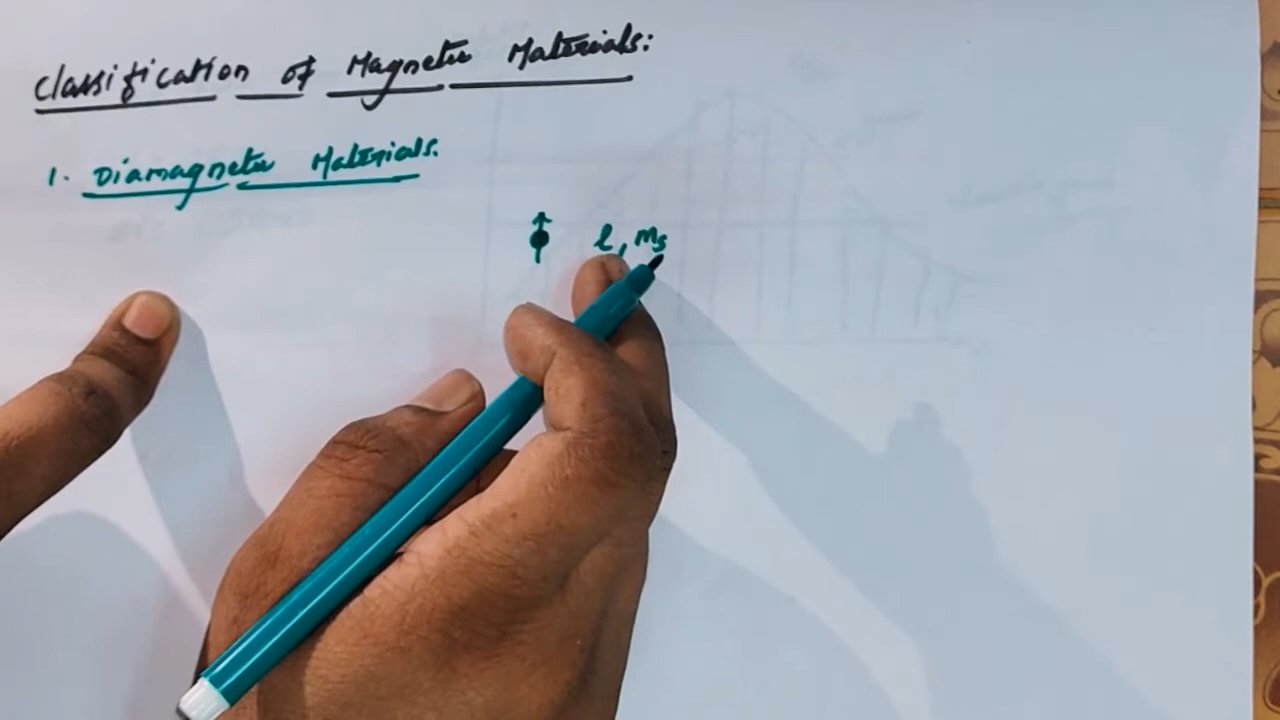 Classification of Magnetic Materials:
1. Diamagnetic Materials.
l, ms